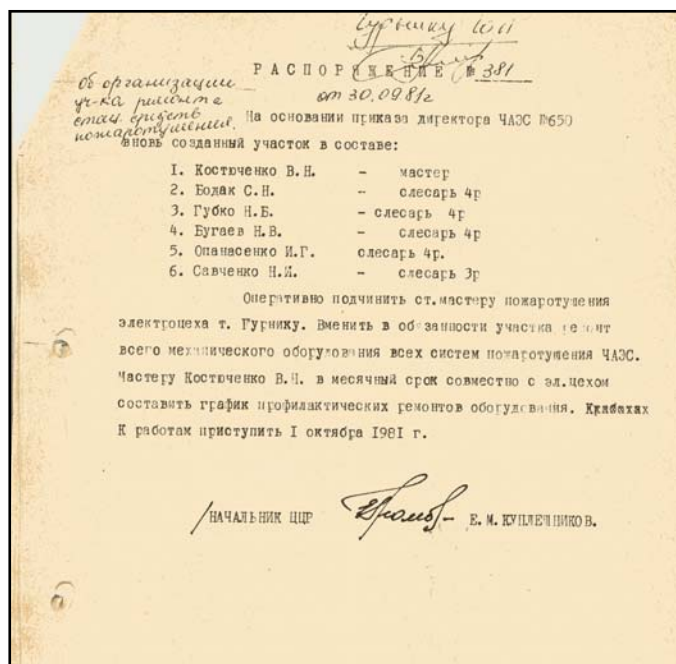 Гурнику Ю.П.
РАСПОРЯЖЕНИЕ № 381
от 30.09.81г
Об организации
уч-ка ремонта
стац. средств
пожаротушения.
На основании приказа директора ЧАЭС №650
вновь созданный участок в составе:
1. Костюченко В.Н. - мастер
2. Бодак С.Н. - слесарь 4р
3. Губко Н.Б. - слесарь 4р
4. Бугаев Н.В. - слесарь 4р
5. Опанасенко И.Г. слесарь 4р.
6. Савченко Н.И. - слесарь 3р
Оперативно подчинить ст.мастеру пожаротушения
электроцеха т. Гурнику. Вменить в обязанности участка ремонт
всего механического оборудования всех систем пожаротушения ЧАЭС.
Мастеру Костюченко В.Н. в месячный срок совместно с эл.цехом
составить график профилактических ремонтов оборудования.
К работам приступить I октября 1981 г.
/НАЧАЛЬНИК ЦЦР Е.М. КУПЛЕННИКОВ.